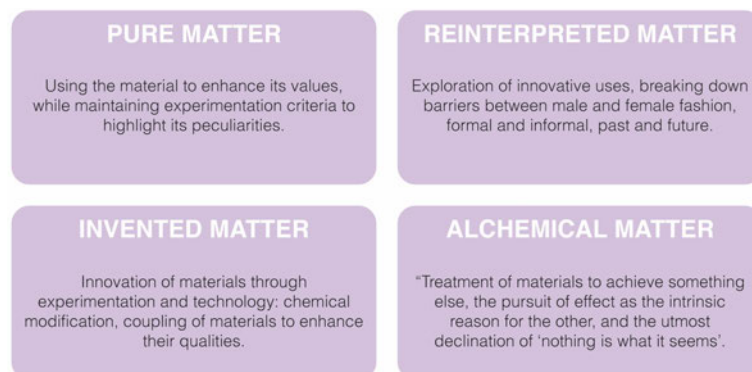 PURE MATTER
Using the material to enhance its values,
while maintaining experimentation criteria to
highlight its peculiarities.
REINTERPRETED MATTER
Exploration of innovative uses, breaking down
barriers between male and female fashion,
formal and informal, past and future.
INVENTED MATTER
Innovation of materials through
experimentation and technology: chemical
modification, coupling of materials to enhance
their qualities.
ALCHEMICAL MATTER
“Treatment of materials to achieve something
else, the pursuit of effect as the intrinsic
reason for the other, and the utmost
declination of ‘nothing is what it seems’.